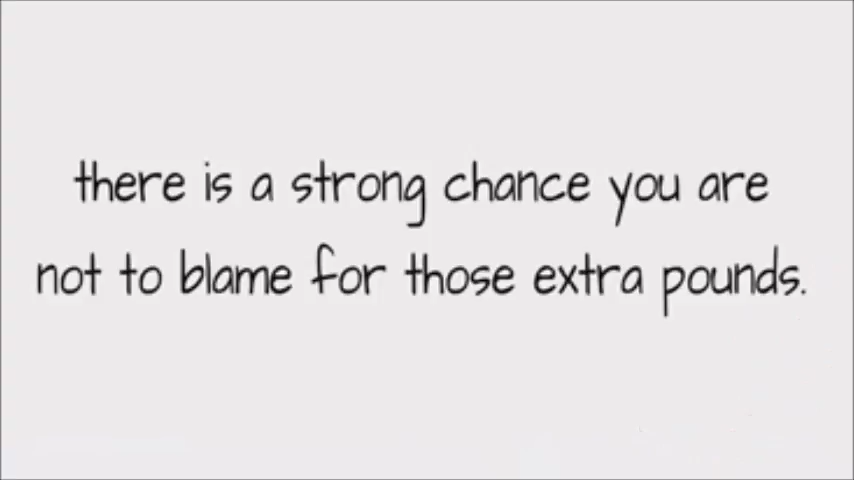 there is a strong chance you are
not to blame for those extra pounds.